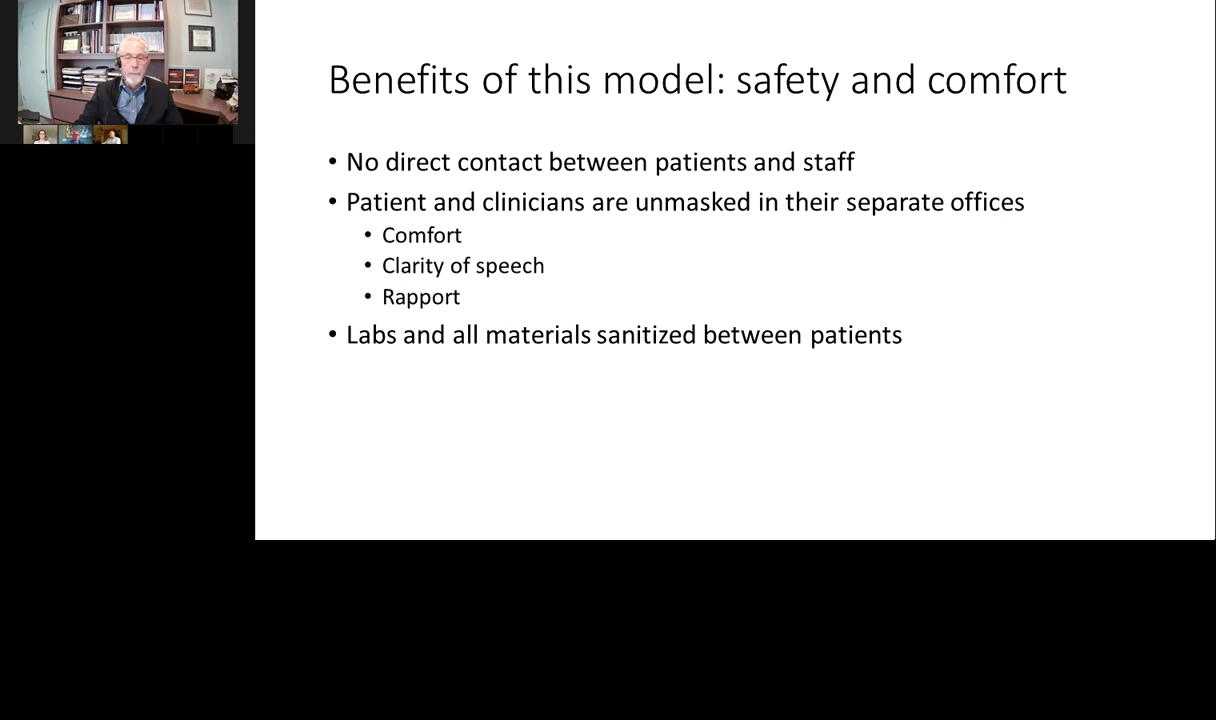 Benefits of this model: safety and comfort
• No direct contact between patients and staff
• Patient and clinicians are unmasked in their separate offices
• Comfort
• Clarity of speech
• Rapport
• Labs and all materials sanitized between patients